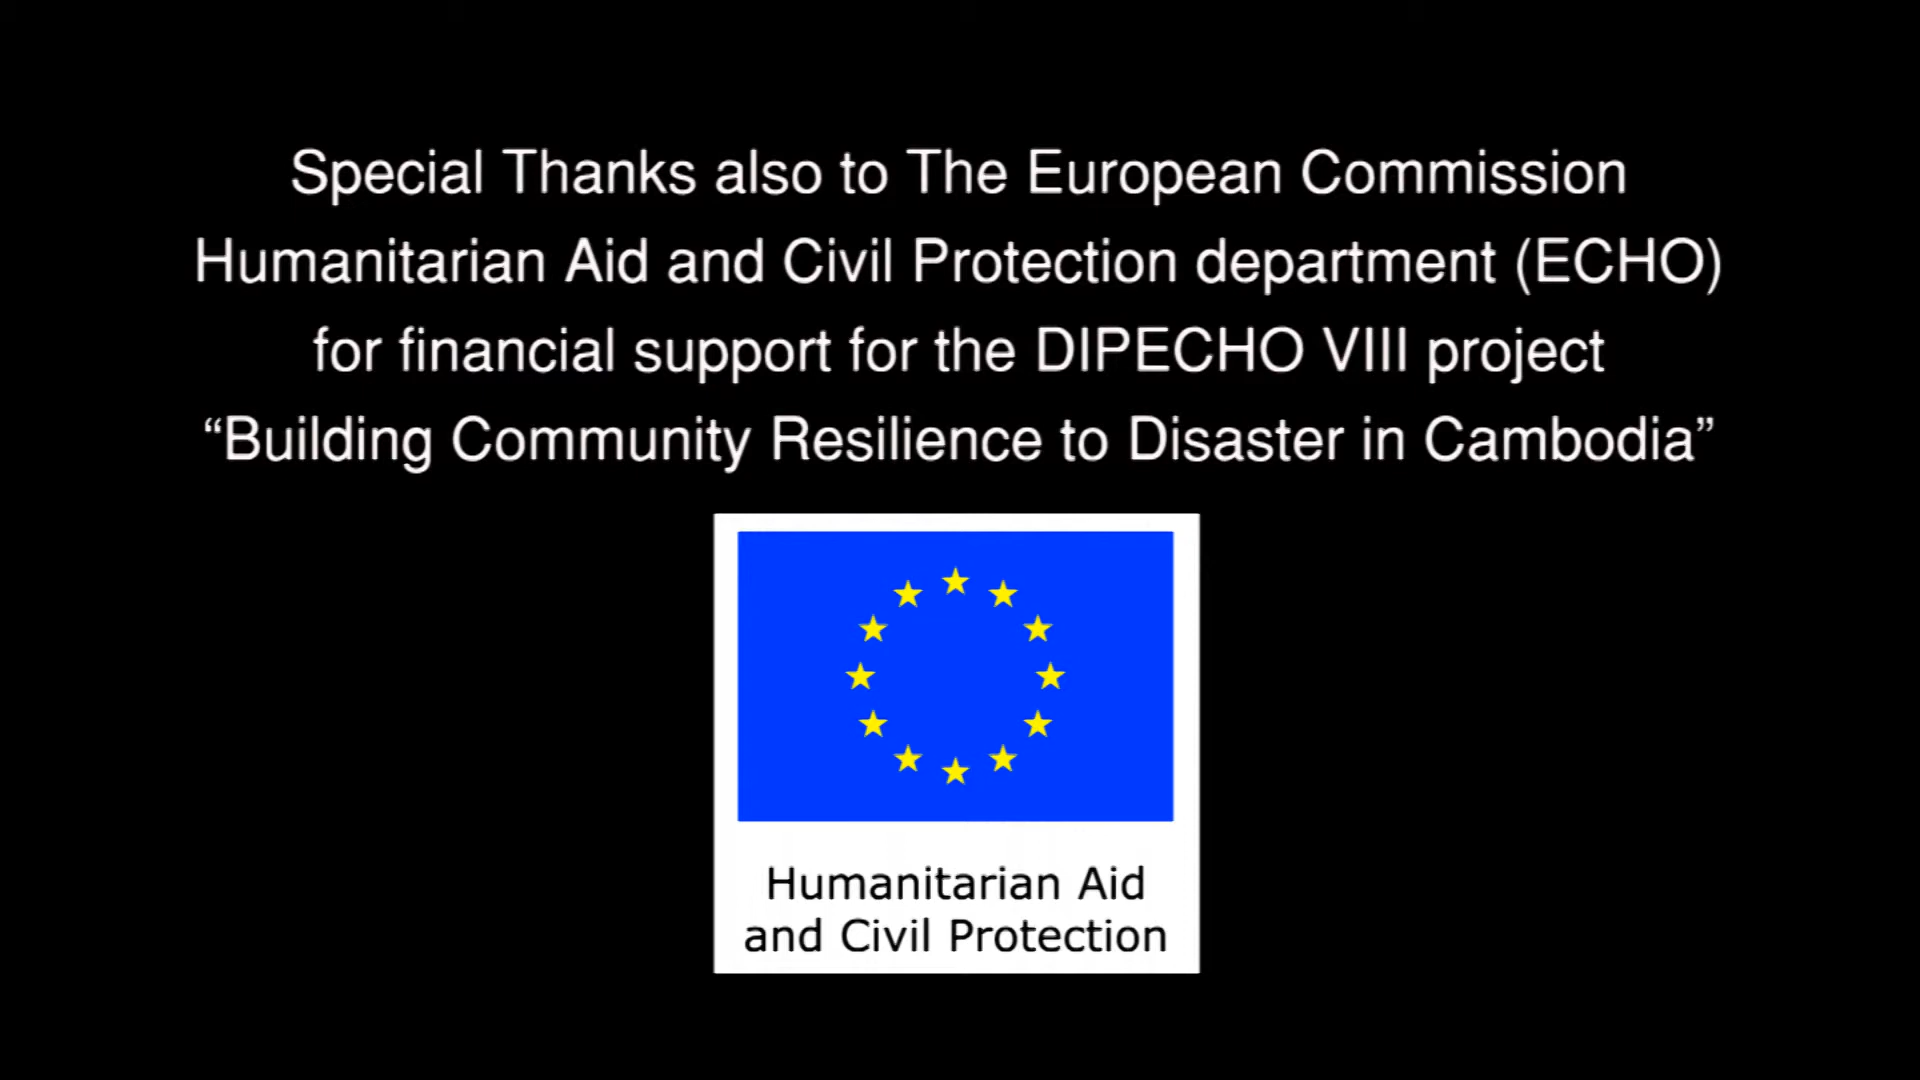 Special Thanks also to The European Commission
Humanitarian Aid and Civil Protection department (ECHO)
for financial support for the DIPECHO VIII project
“Building Community Resilience to Disaster in Cambodia”
Humanitarian Aid
and Civil Protection